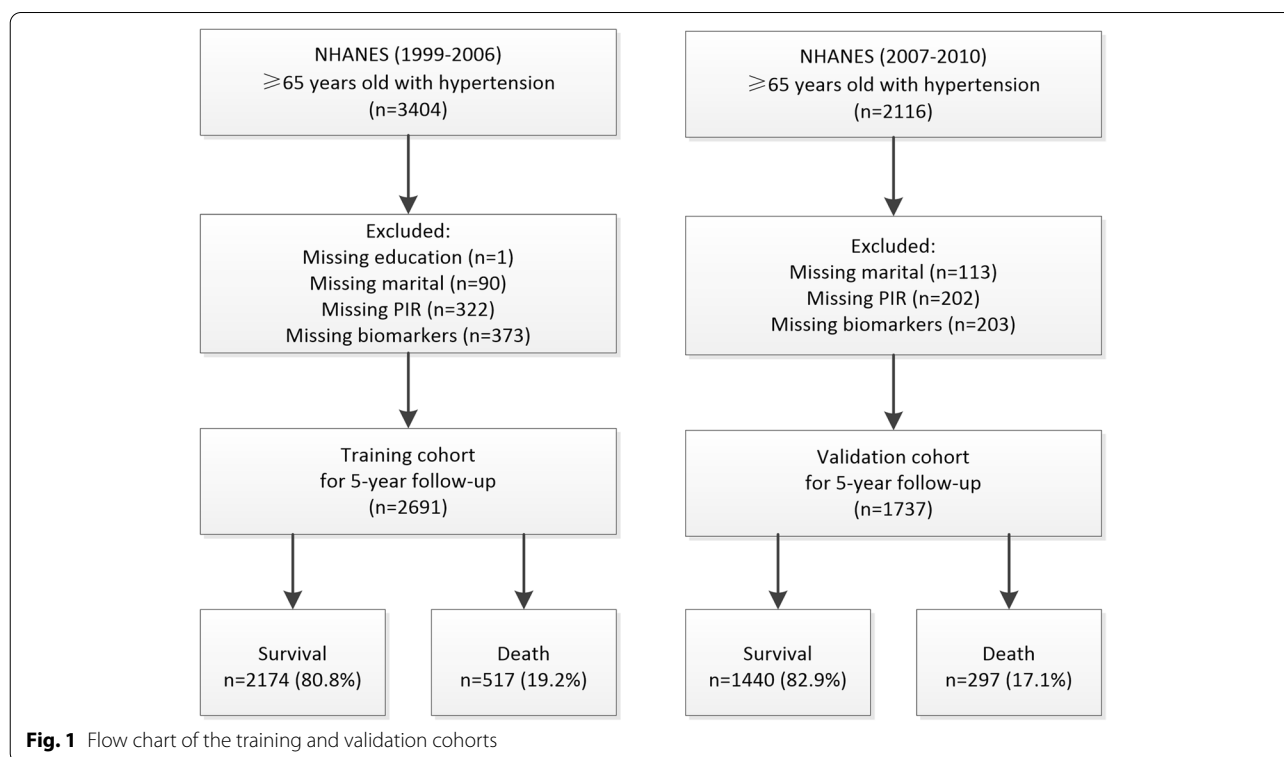 NHANES (1999-2006)
⩾65 years old with hypertension
(n=3404)
Excluded:
Missing education (n=1)
Missing marital (n=90)
Missing PIR (n=322)
Missing biomarkers (n=373)
Training cohort
for 5-year follow-up
(n=2691)
Survival
n=2174 (80.8%)
Death
n=517 (19.2%)
NHANES (2007-2010)
⩾65 years old with hypertension
(n=2116)
Excluded:
Missing marital (n=113)
Missing PIR (n=202)
Missing biomarkers (n=203)
Validation cohort
for 5-year follow-up
(n=1737)
Survival
n=1440 (82.9%)
Death
n=297 (17.1%)
Fig. 1 Flow chart of the training and validation cohorts